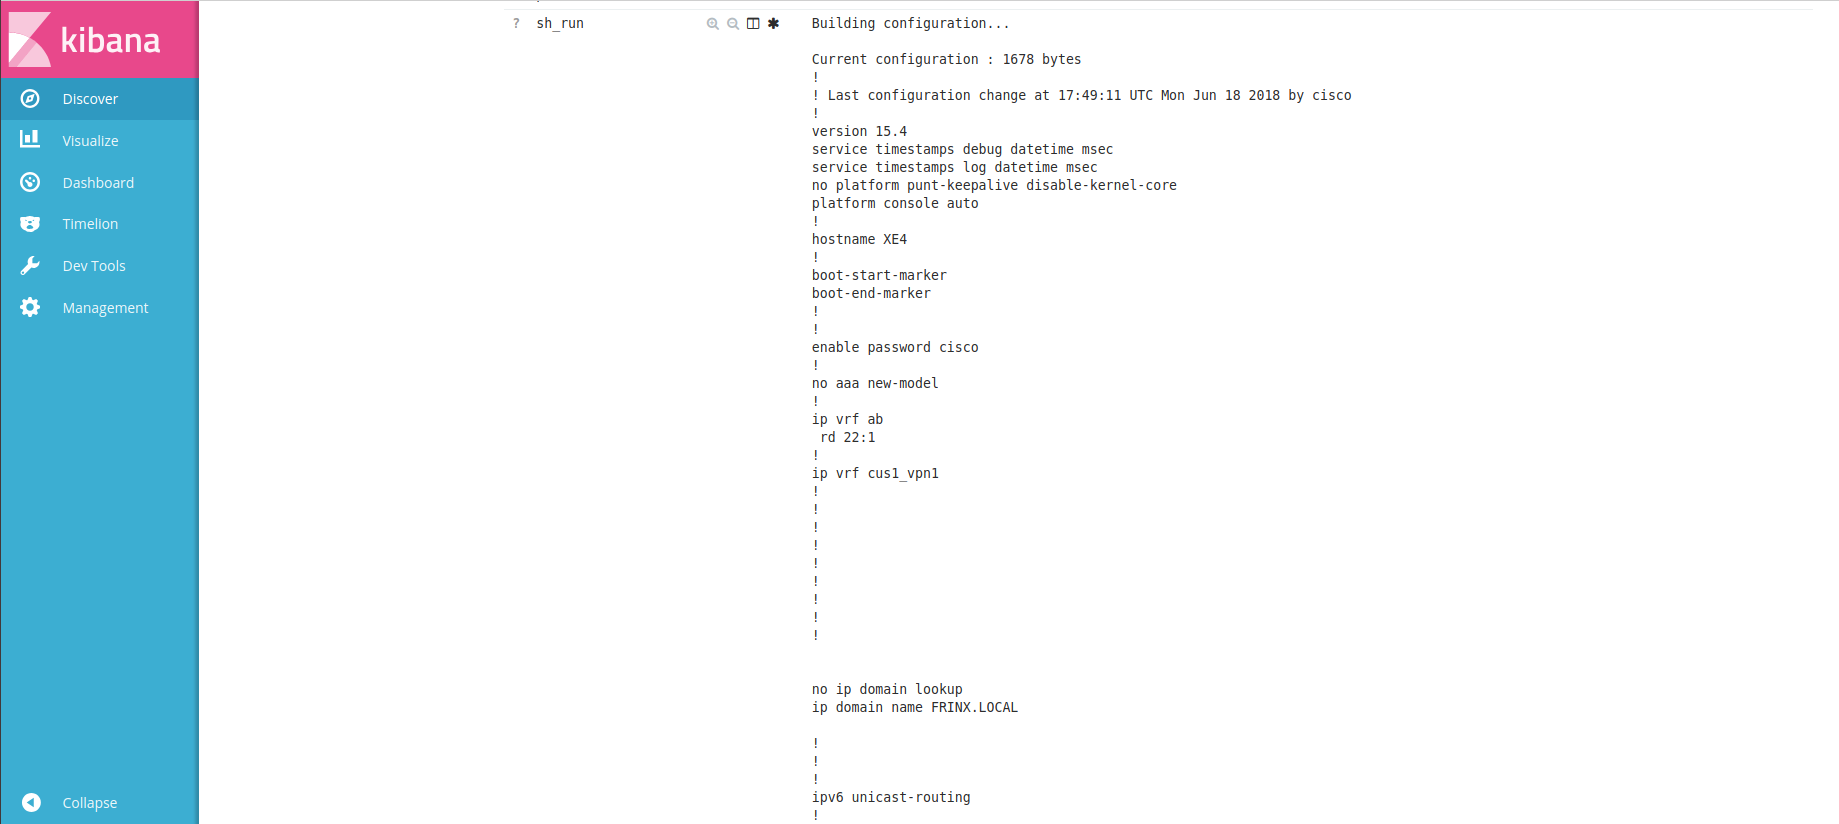 kibana
Discover
Visualize
Dashboard
Timelion
Dev Tools
Management
Collapse
? sh_run
Building configuration...
Current configuration : 1678 bytes
!
! Last configuration change at 17:49:11 UTC Mon Jun 18 2018 by cisco
!
version 15.4
service timestamps debug datetime msec
service timestamps log datetime msec
no platform punt-keepalive disable-kernel-core
platform console auto
!
hostname XE4
!
boot-start-marker
boot-end-marker
!
!
enable password cisco
!
no aaa new-model
!
ip vrf ab
 rd 22:1
!
ip vrf cus1_vpn1
!
!
!
!
!
!
!
!
!
no ip domain lookup
ip domain name FRINX.LOCAL
!
!
!
ipv6 unicast-routing
!